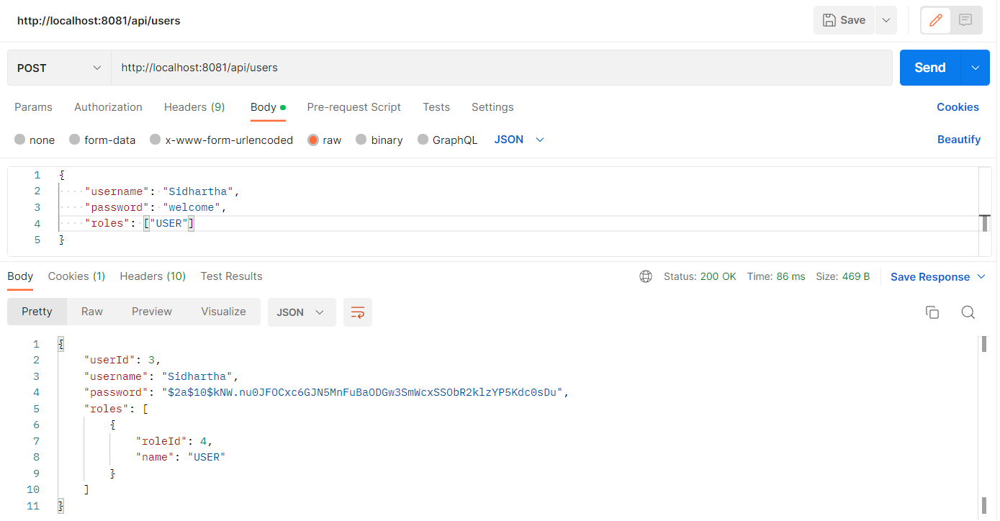 http://localhost:8081/api/users
Save
POST
http://localhost:8081/api/users
Send
Params Authorization Headers (9) Body Pre-request Script Tests Settings Cookies
none form-data x-www-form-urlencoded raw binary GraphQL JSON Beautify
1 {
2 "username": "Sidhartha",
3 "password": "welcome",
4 "roles": ["USER"]
5 }
Body Cookies (1) Headers (10) Test Results Status: 200 OK Time: 86 ms Size: 469 B Save Response
Pretty Raw Preview Visualize JSON
1 {
2 "userId": 3,
3 "username": "Sidhartha",
4 "password": "$2a$10$kNW.nu0JFOCxc6GJN5MnFuBaODGw3SmWcxSSObR2klzYP5Kdc0sDu",
5 "roles": [
6 {
7 "roleId": 4,
8 "name": "USER"
9 }
10 ]
11 }